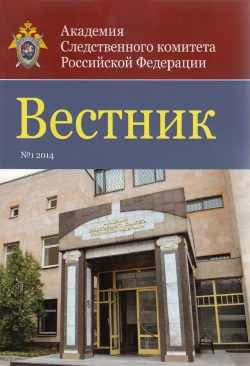 Академия
Следственного комитета
Российской Федерации
Вестник
№1 2014